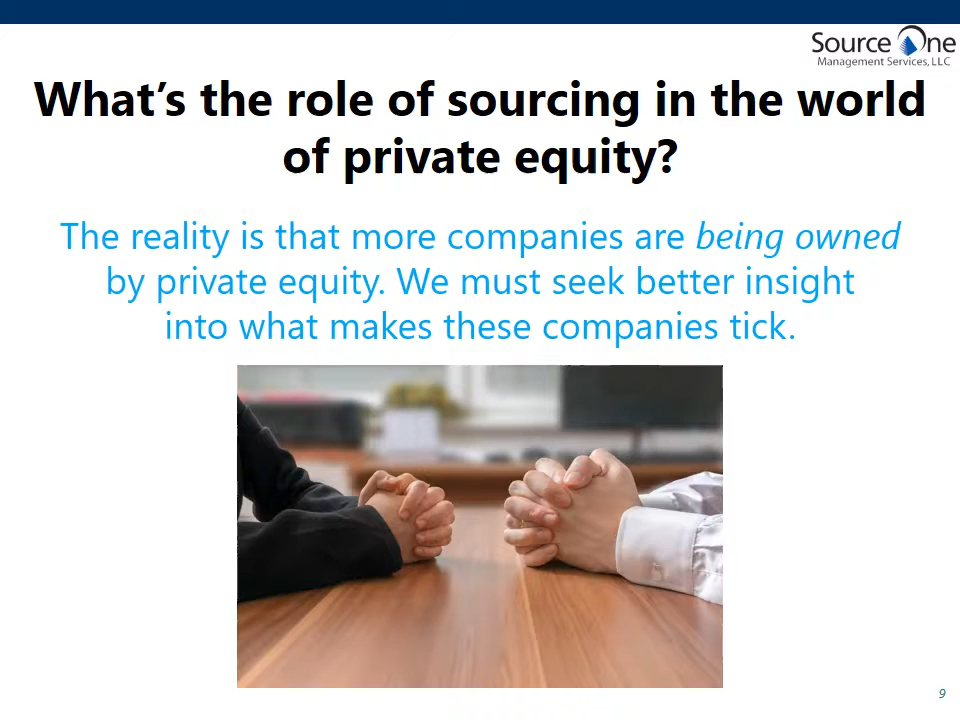 Source One
Management Services, LLC
What's the role of sourcing in the world
of private equity?
The reality is that more companies are being owned
by private equity. We must seek better insight
into what makes these companies tick.
9